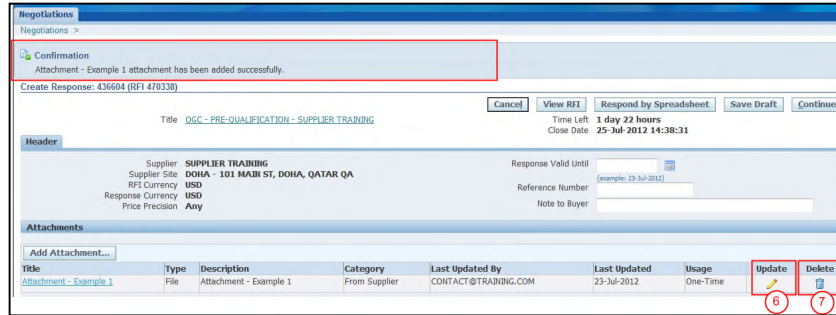 Negotiations
Negotiations >
Confirmation
Attachment - Example 1 attachment has been added successfully.
Create Response: 436604 (RFI 470338)
Cancel View RFI Respond by Spreadsheet Save Draft Continue
Title OGC - PRE-QUALIFICATION - SUPPLIER TRAINING
Time Left 1 day 22 hours
Close Date 25-Jul-2012 14:38:31
Header
Supplier SUPPLIER TRAINING
Supplier Site DOHA - 101 MAIN ST, DOHA, QATAR QA
RFI Currency USD
Response Currency USD
Price Precision Any
Response Valid Until
(example: 23-Jul-2012)
Reference Number
Note to Buyer
Attachments
Add Attachment...
Title Type Description Category Last Updated By Last Updated Usage Update Delete
Attachment - Example 1 File Attachment - Example 1 From Supplier CONTACT@TRAINING.COM 23-Jul-2012 One-Time
6 7